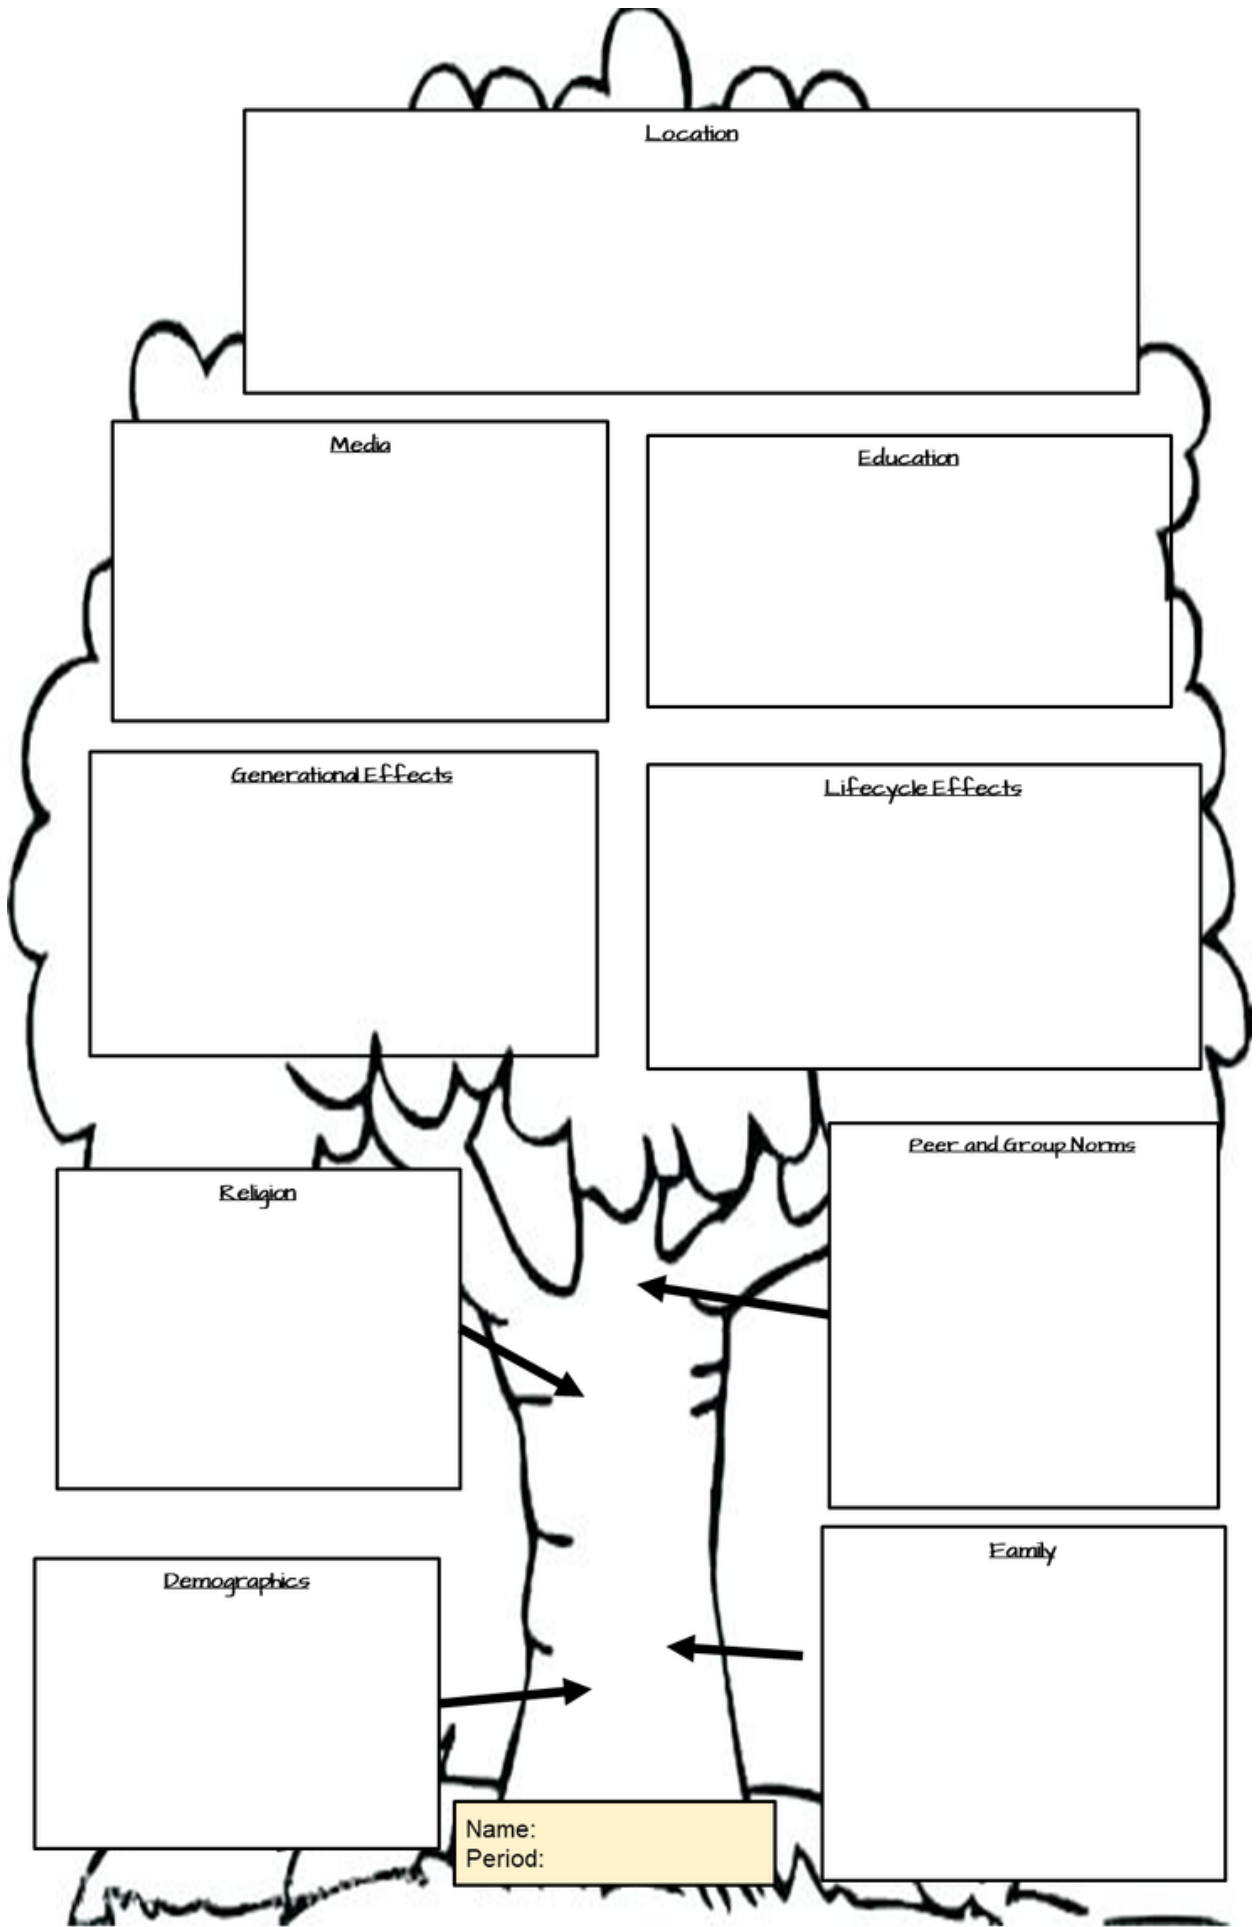 Location
Media
Education
Generational Effects
Lifecycle Effects
Peer and Group Norms
Religion
Family
Demographics
Name:
Period: